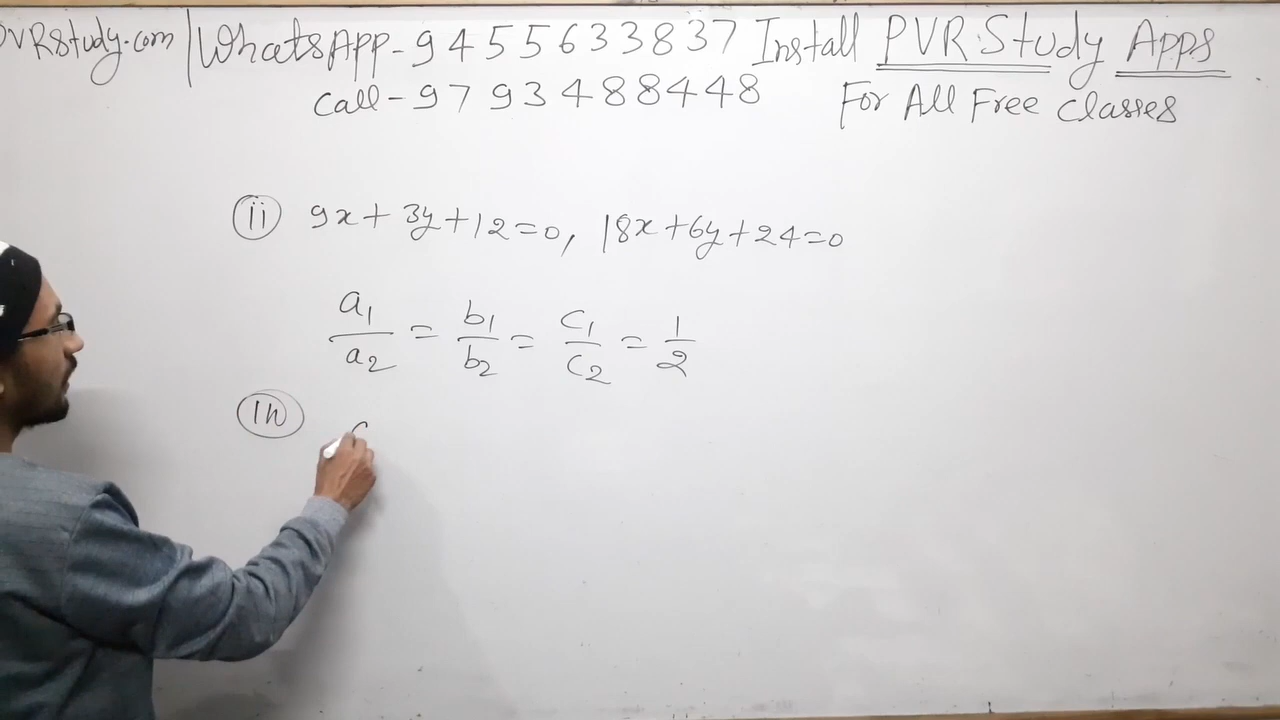 PVRStudy.com | WhatsApp - 9455633837 Install PVR Study Apps
Call - 9793488448 For All Free Classes
(ii) 9x + 3y + 12 = 0, 18x + 6y + 24 = 0
a₁/a₂ = b₁/b₂ = c₁/c₂ = 1/2
(iii)